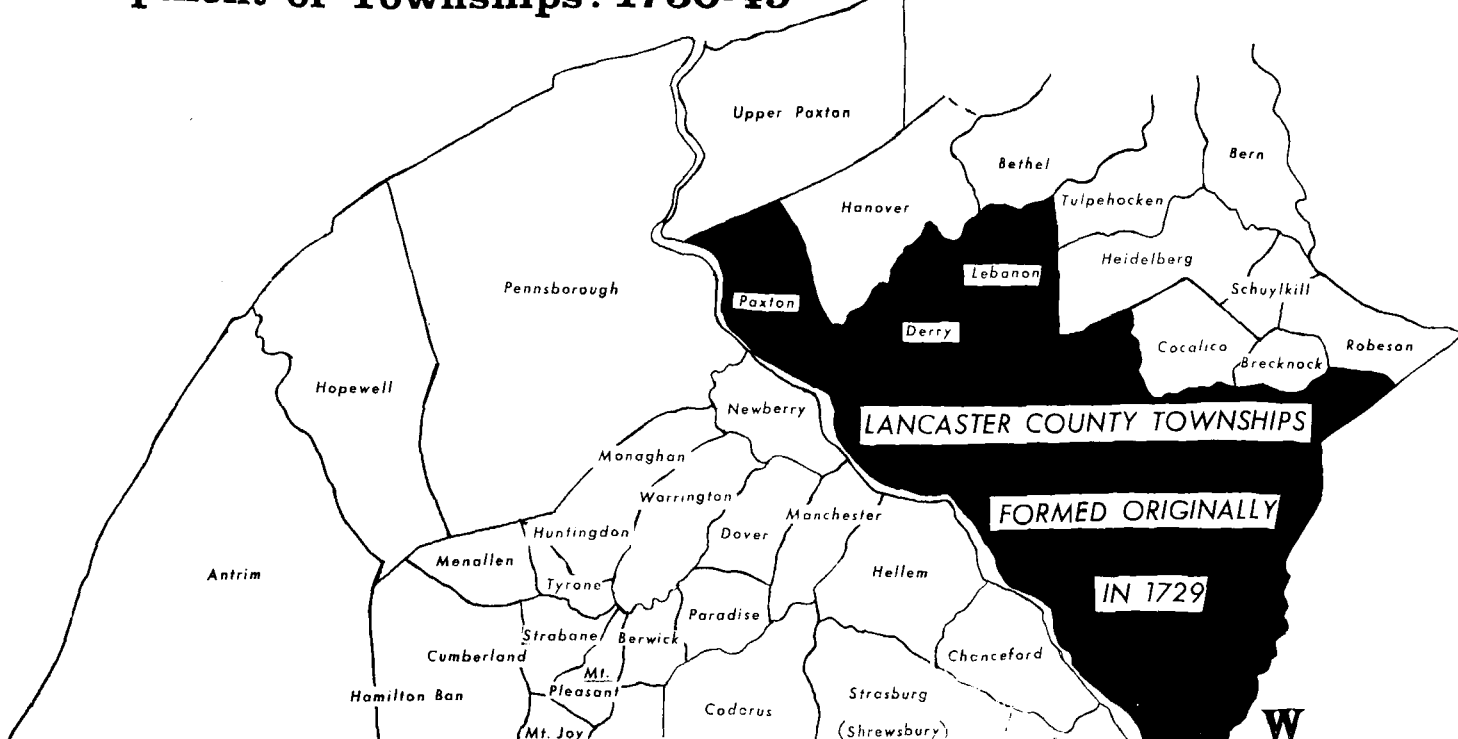 pment of Townships: 1730-45
Upper Paxton
Bethel
Bern
Hanover
Tulpehocken
Heidelberg
Lebanon
Pennsborough
Schuylkill
Paxton
Derry
Cocalico
Robeson
Brecknock
Hopewell
Newberry
LANCASTER COUNTY TOWNSHIPS
Monaghan
Warrington
FORMED ORIGINALLY
Manchester
Huntingdon
Dover
Menallen
Hellem
Antrim
Tyrone
IN 1729
Paradise
Strabane
Berwick
Cumberland
Chanceford
Mt.
Pleasant
Hamilton Ban
Strasburg
Codorus
(Shrewsbury)
Mt. Joy
W